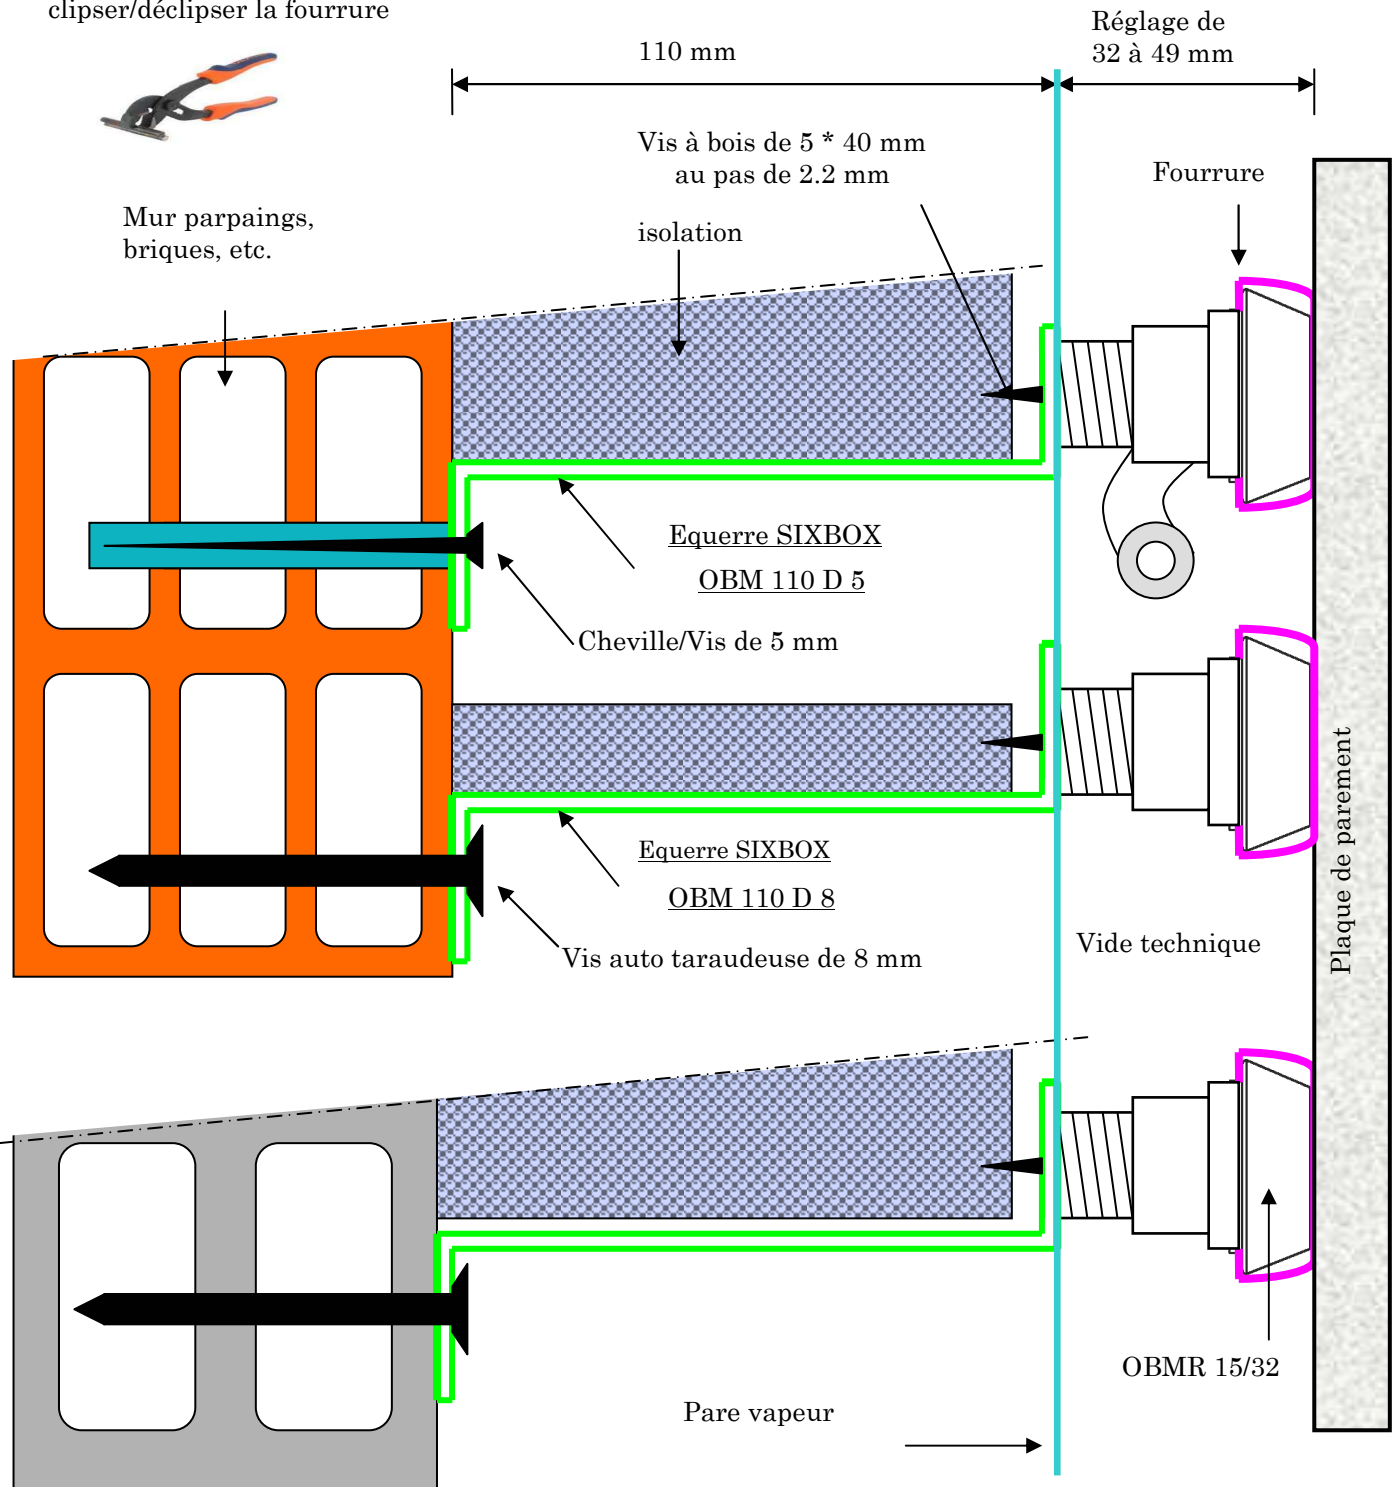 clipser/déclipser la fourrure
110 mm
Réglage de
32 à 49 mm
Vis à bois de 5 * 40 mm
au pas de 2.2 mm
Fourrure
Mur parpaings,
briques, etc.
isolation
Equerre SIXBOX
OBM 110 D 5
Cheville/Vis de 5 mm
Equerre SIXBOX
OBM 110 D 8
Vis auto taraudeuse de 8 mm
Vide technique
Plaque de parement
OBMR 15/32
Pare vapeur